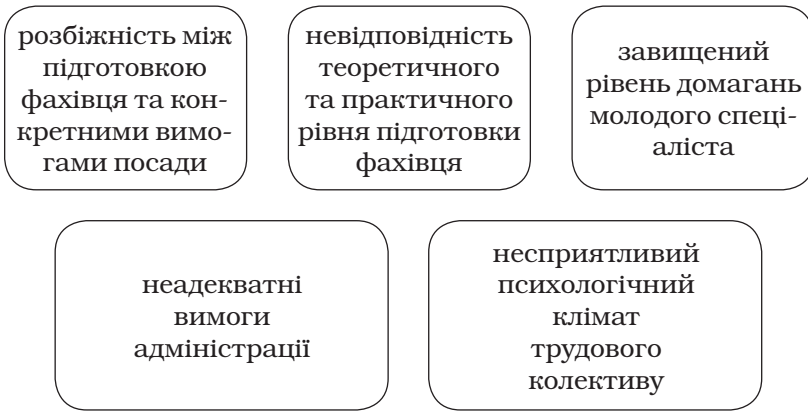 розбіжність між
підготовкою
фахівця та кон-
кретними вимо-
гами посади
невідповідність
теоретичного
та практичного
рівня підготовки
фахівця
завищений
рівень домагань
молодого спеці-
аліста
неадекватні
вимоги
адміністрації
несприятливий
психологічний
клімат
трудового
колективу